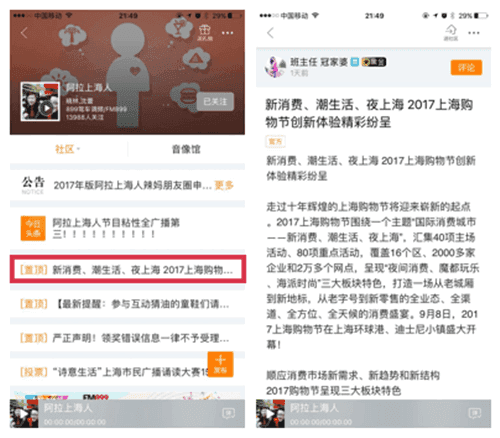 中国移动 21:49 29%
送礼物
阿拉上海人
899驾车调频/FM899
13988人关注
已关注
社区
音像馆
公告
NOTICE
2017年版阿拉上海人辣妈朋友圈申... 更多
今日
头条
阿拉上海人节目粘性全广播第
三！！！！！！！！！！
[置顶] 新消费、潮生活、夜上海 2017上海购物...
[置顶] 【最新提醒：参与互动猜油的童鞋们请...
[置顶] 严正声明！领奖错误信息一律不予受理...
[投票] “诗意生活”上海市民广播诵读大赛15
发帖
阿拉上海人
00:00:00/00:00:00
中国移动 21:49 29%
班主任 冠家婆
1天前
评论
新消费、潮生活、夜上海 2017上海购
物节创新体验精彩纷呈
官方
新消费、潮生活、夜上海 2017上海购物节创新
体验精彩纷呈
走过十年辉煌的上海购物节将迎来崭新的起点
。2017上海购物节围绕一个主题“国际消费城市
——新消费、潮生活、夜上海”，汇集40项主场
活动、80项重点活动，覆盖16个区、2000多家
企业和2万多个网点，呈现“夜间消费、魔都玩乐
、海派时尚”三大板块特色，打造一场从老城厢
到新地标，从老字号到新零售的全业态、全渠
道、全方位、全天候的消费盛宴。9月8日，201
7上海购物节在上海环球港、迪士尼小镇盛大开
幕！
顺应消费市场新需求、新趋势和新结构
2017购物节呈现三大板块特色
阿拉上海人
00:00:00/00:00:00